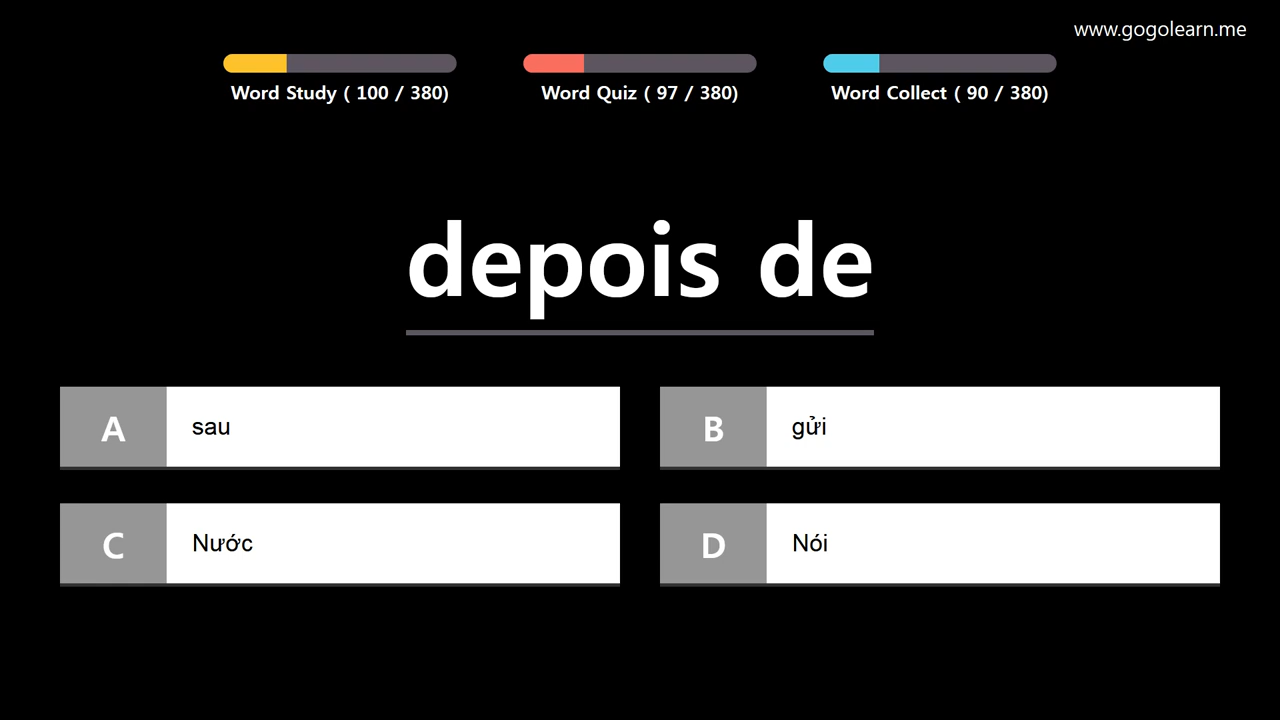 www.gogolearn.me
Word Study ( 100 / 380)
Word Quiz ( 97 / 380)
Word Collect ( 90 / 380)
depois de
A
sau
B
gửi
C
Nước
D
Nói